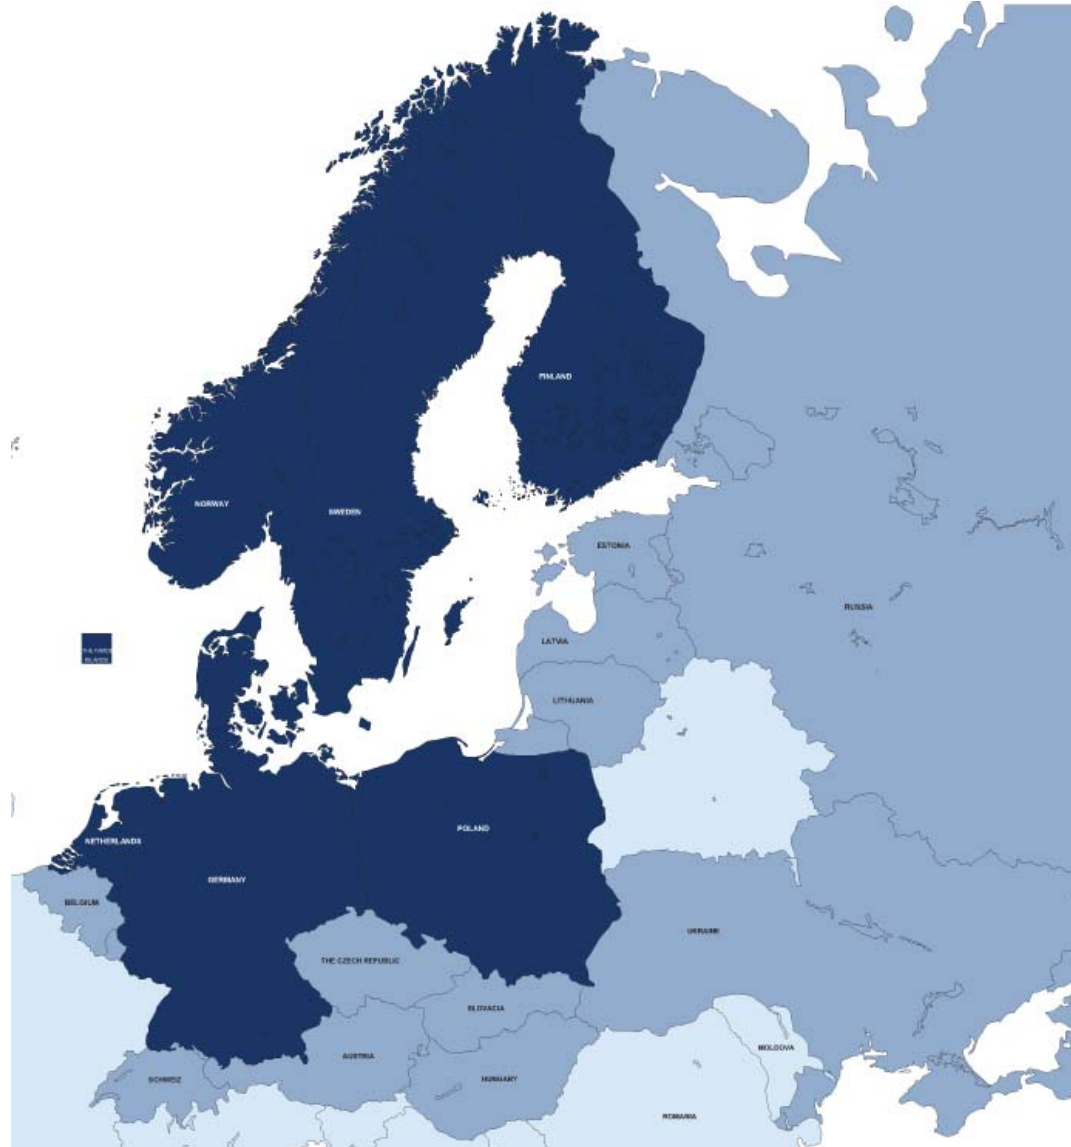 FINLAND
NORWAY
SWEDEN
ESTONIA
RUSSIA
LATVIA
THE FAROE
ISLANDS
LITHUANIA
POLAND
NETHERLANDS
GERMANY
BELGIUM
UKRAINE
THE CZECH REPUBLIC
SLOVACIA
MOLDOVA
AUSTRIA
SCHWEIZ
HUNGARY
ROMANIA